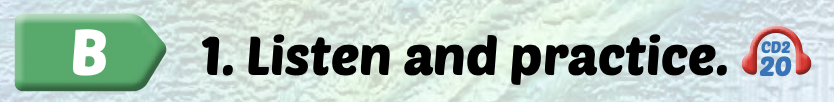 B 1. Listen and practice. CD2
20